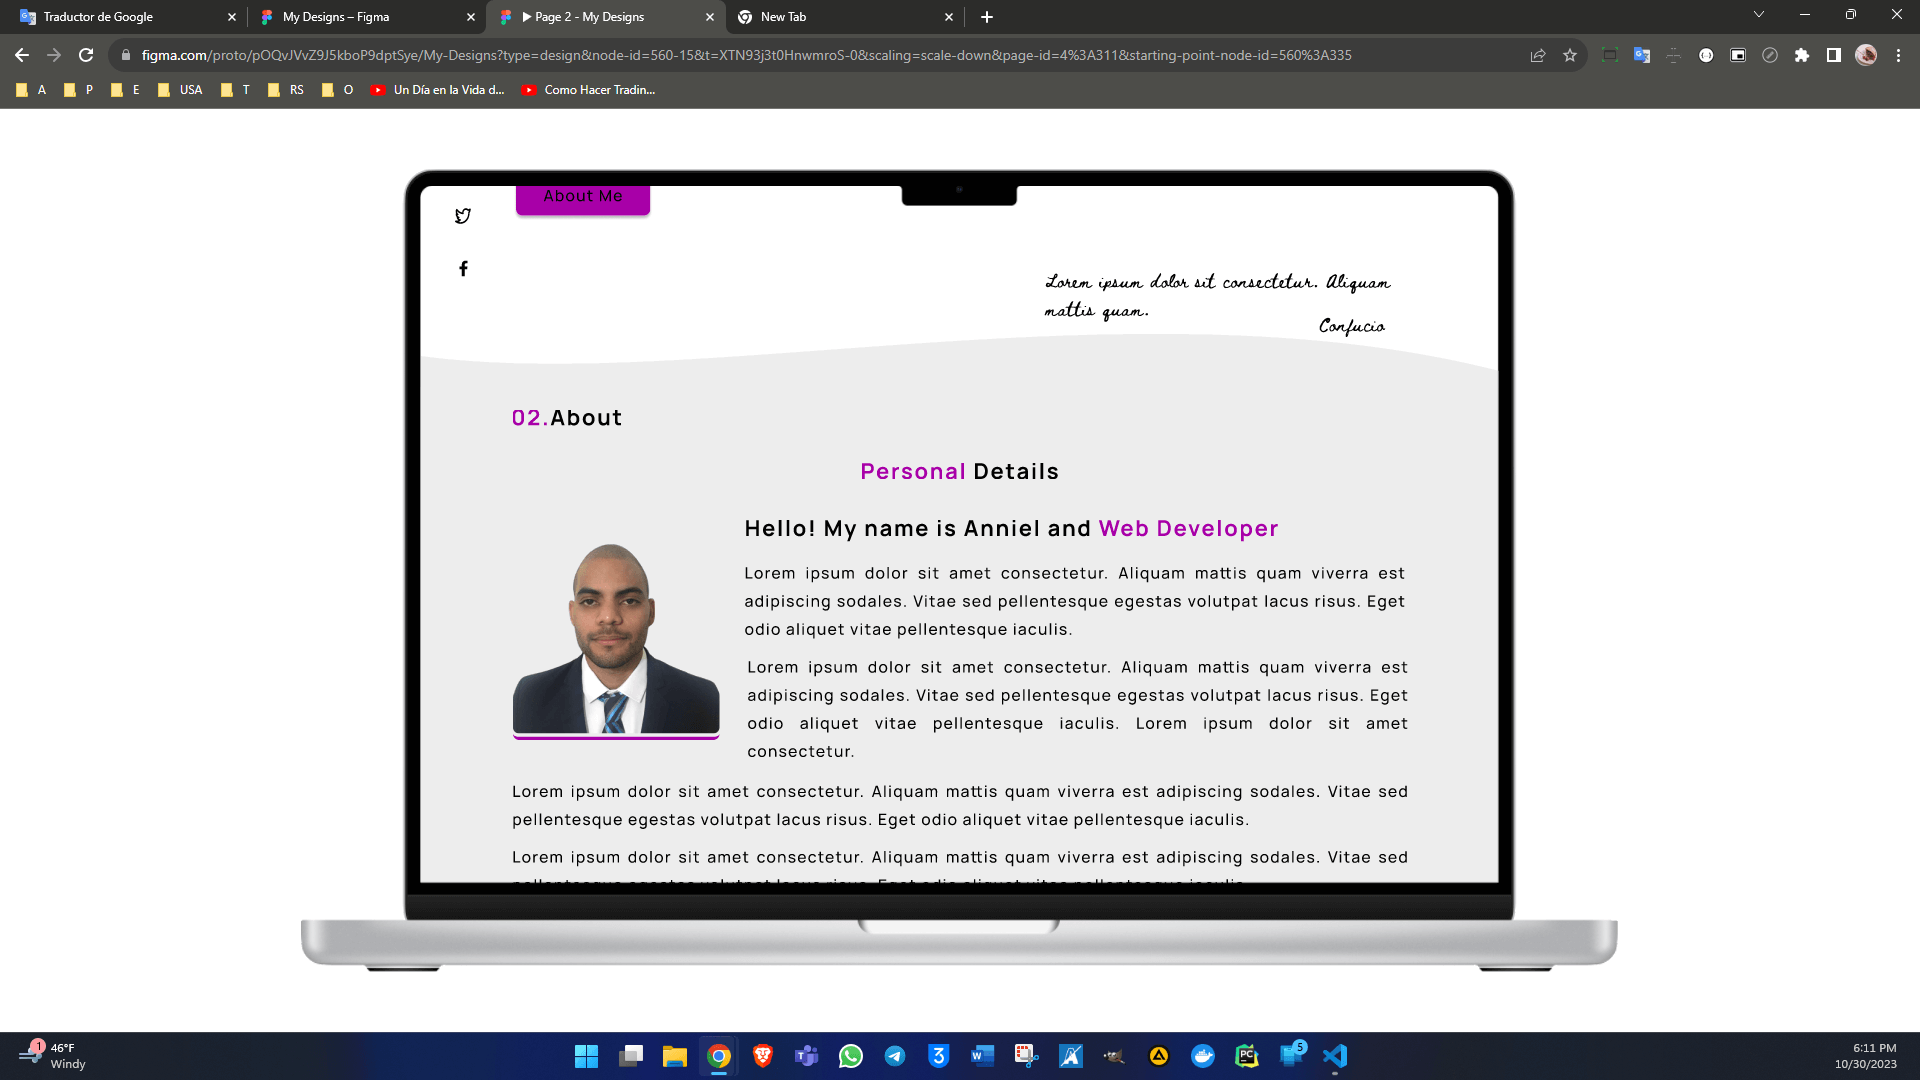 Traductor de Google
My Designs – Figma
Page 2 - My Designs
New Tab
figma.com/proto/pOQvJVvZ9J5kboP9dptSye/My-Designs?type=design&node-id=560-15&t=XTN93j3t0HnwmroS-0&scaling=scale-down&page-id=4%3A311&starting-point-node-id=560%3A335
A P E USA T RS O Un Día en la Vida d... Como Hacer Tradin...
About Me
Lorem ipsum dolor sit consectetur. Aliquam
mattis quam.
Confucio
02.About
Personal Details
Hello! My name is Anniel and Web Developer
Lorem ipsum dolor sit amet consectetur. Aliquam mattis quam viverra est
adipiscing sodales. Vitae sed pellentesque egestas volutpat lacus risus. Eget
odio aliquet vitae pellentesque iaculis.
Lorem ipsum dolor sit amet consectetur. Aliquam mattis quam viverra est
adipiscing sodales. Vitae sed pellentesque egestas volutpat lacus risus. Eget
odio aliquet vitae pellentesque iaculis. Lorem ipsum dolor sit amet
consectetur.
Lorem ipsum dolor sit amet consectetur. Aliquam mattis quam viverra est adipiscing sodales. Vitae sed
pellentesque egestas volutpat lacus risus. Eget odio aliquet vitae pellentesque iaculis.
Lorem ipsum dolor sit amet consectetur. Aliquam mattis quam viverra est adipiscing sodales. Vitae sed
1
46°F
Windy
PC
5
6:11 PM
10/30/2023